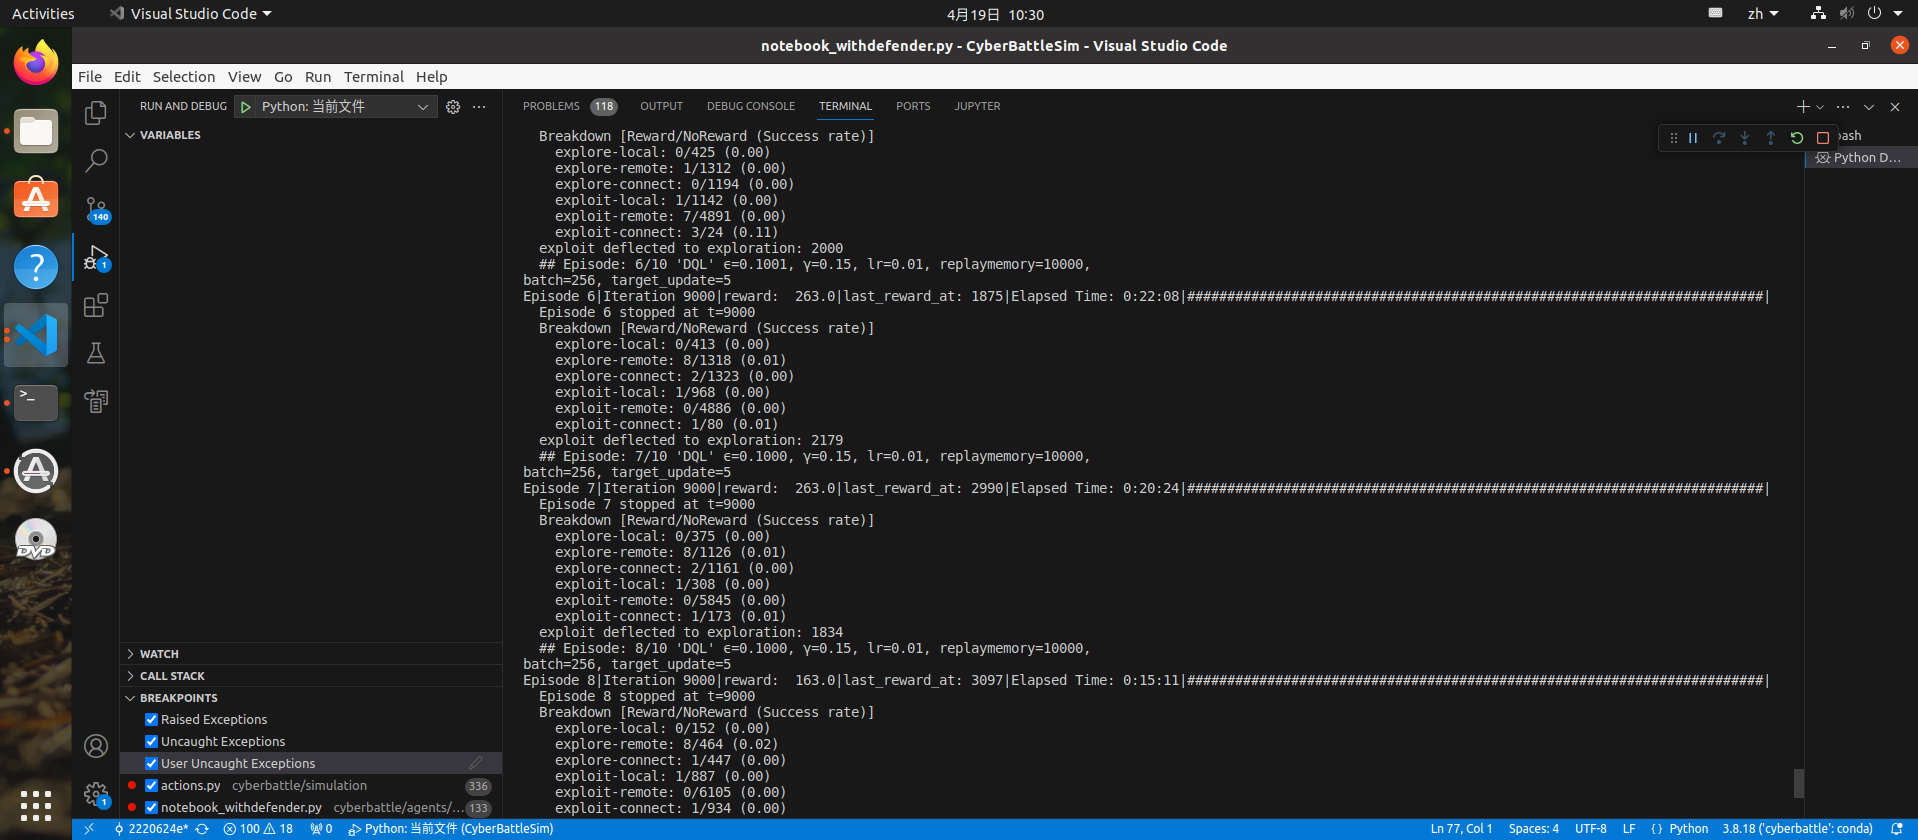 Activities
Visual Studio Code
4月19日 10:30
zh
notebook_withdefender.py - CyberBattleSim - Visual Studio Code
File Edit Selection View Go Run Terminal Help
RUN AND DEBUG
Python: 当前文件
PROBLEMS 118 OUTPUT DEBUG CONSOLE TERMINAL PORTS JUPYTER
VARIABLES
bash
Python D...
Breakdown [Reward/NoReward (Success rate)]
explore-local: 0/425 (0.00)
explore-remote: 1/1312 (0.00)
explore-connect: 0/1194 (0.00)
exploit-local: 1/1142 (0.00)
exploit-remote: 7/4891 (0.00)
exploit-connect: 3/24 (0.11)
exploit deflected to exploration: 2000
## Episode: 6/10 'DQL' ϵ=0.1001, γ=0.15, lr=0.01, replaymemory=10000,
batch=256, target_update=5
Episode 6|Iteration 9000|reward:  263.0|last_reward_at: 1875|Elapsed Time: 0:22:08|########################################################################|
Episode 6 stopped at t=9000
Breakdown [Reward/NoReward (Success rate)]
explore-local: 0/413 (0.00)
explore-remote: 8/1318 (0.01)
explore-connect: 2/1323 (0.00)
exploit-local: 1/968 (0.00)
exploit-remote: 0/4886 (0.00)
exploit-connect: 1/80 (0.01)
exploit deflected to exploration: 2179
## Episode: 7/10 'DQL' ϵ=0.1000, γ=0.15, lr=0.01, replaymemory=10000,
batch=256, target_update=5
Episode 7|Iteration 9000|reward:  263.0|last_reward_at: 2990|Elapsed Time: 0:20:24|########################################################################|
Episode 7 stopped at t=9000
Breakdown [Reward/NoReward (Success rate)]
explore-local: 0/375 (0.00)
explore-remote: 8/1126 (0.01)
explore-connect: 2/1161 (0.00)
exploit-local: 1/308 (0.00)
exploit-remote: 0/5845 (0.00)
exploit-connect: 1/173 (0.01)
exploit deflected to exploration: 1834
## Episode: 8/10 'DQL' ϵ=0.1000, γ=0.15, lr=0.01, replaymemory=10000,
batch=256, target_update=5
Episode 8|Iteration 9000|reward:  163.0|last_reward_at: 3097|Elapsed Time: 0:15:11|########################################################################|
Episode 8 stopped at t=9000
Breakdown [Reward/NoReward (Success rate)]
explore-local: 0/152 (0.00)
explore-remote: 8/464 (0.02)
explore-connect: 1/447 (0.00)
exploit-local: 1/887 (0.00)
exploit-remote: 0/6105 (0.00)
exploit-connect: 1/934 (0.00)
140
1
1
DVD
WATCH
CALL STACK
BREAKPOINTS
Raised Exceptions
Uncaught Exceptions
User Uncaught Exceptions
actions.py cyberbattle/simulation 336
notebook_withdefender.py cyberbattle/agents/... 133
2220624e* 100 18 0 Python: 当前文件 (CyberBattleSim)
Ln 77, Col 1 Spaces: 4 UTF-8 LF Python 3.8.18 ('cyberbattle': conda)